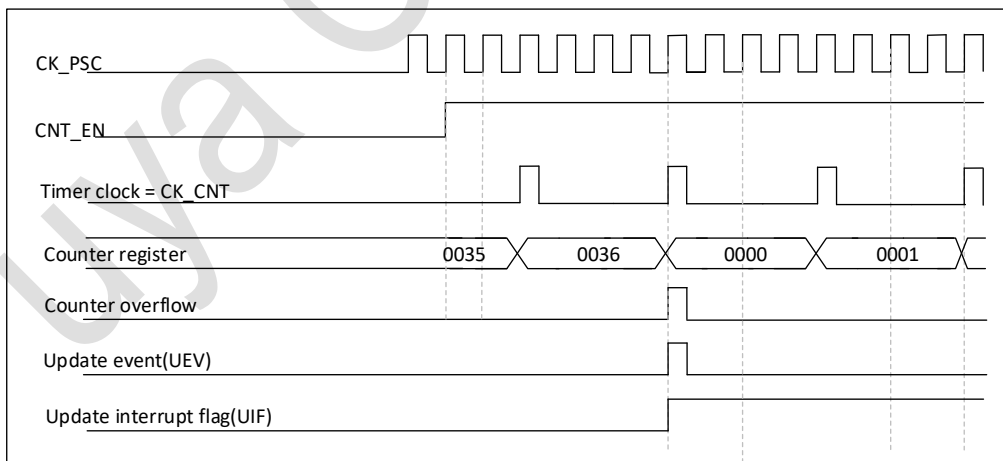 CK_PSC
CNT_EN
Timer clock = CK_CNT
Counter register 0035 0036 0000 0001
Counter overflow
Update event(UEV)
Update interrupt flag(UIF)
uya